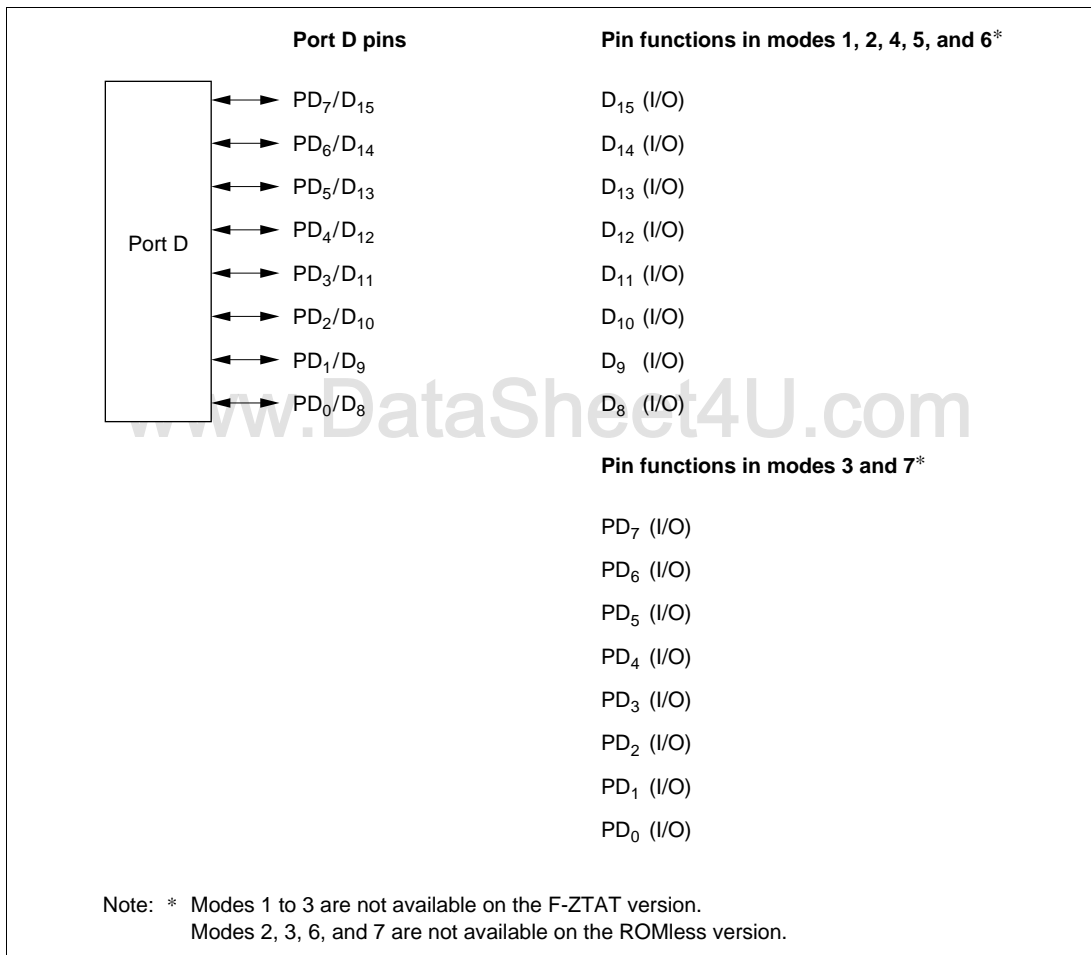 Port D pins Pin functions in modes 1, 2, 4, 5, and 6*
PD7/D15 D15 (I/O)
PD6/D14 D14 (I/O)
PD5/D13 D13 (I/O)
PD4/D12 D12 (I/O)
Port D
PD3/D11 D11 (I/O)
PD2/D10 D10 (I/O)
PD1/D9 D9 (I/O)
PD0/D8 D8 (I/O)
www.DataSheet4U.com
Pin functions in modes 3 and 7*
PD7 (I/O)
PD6 (I/O)
PD5 (I/O)
PD4 (I/O)
PD3 (I/O)
PD2 (I/O)
PD1 (I/O)
PD0 (I/O)
Note: * Modes 1 to 3 are not available on the F-ZTAT version.
Modes 2, 3, 6, and 7 are not available on the ROMless version.